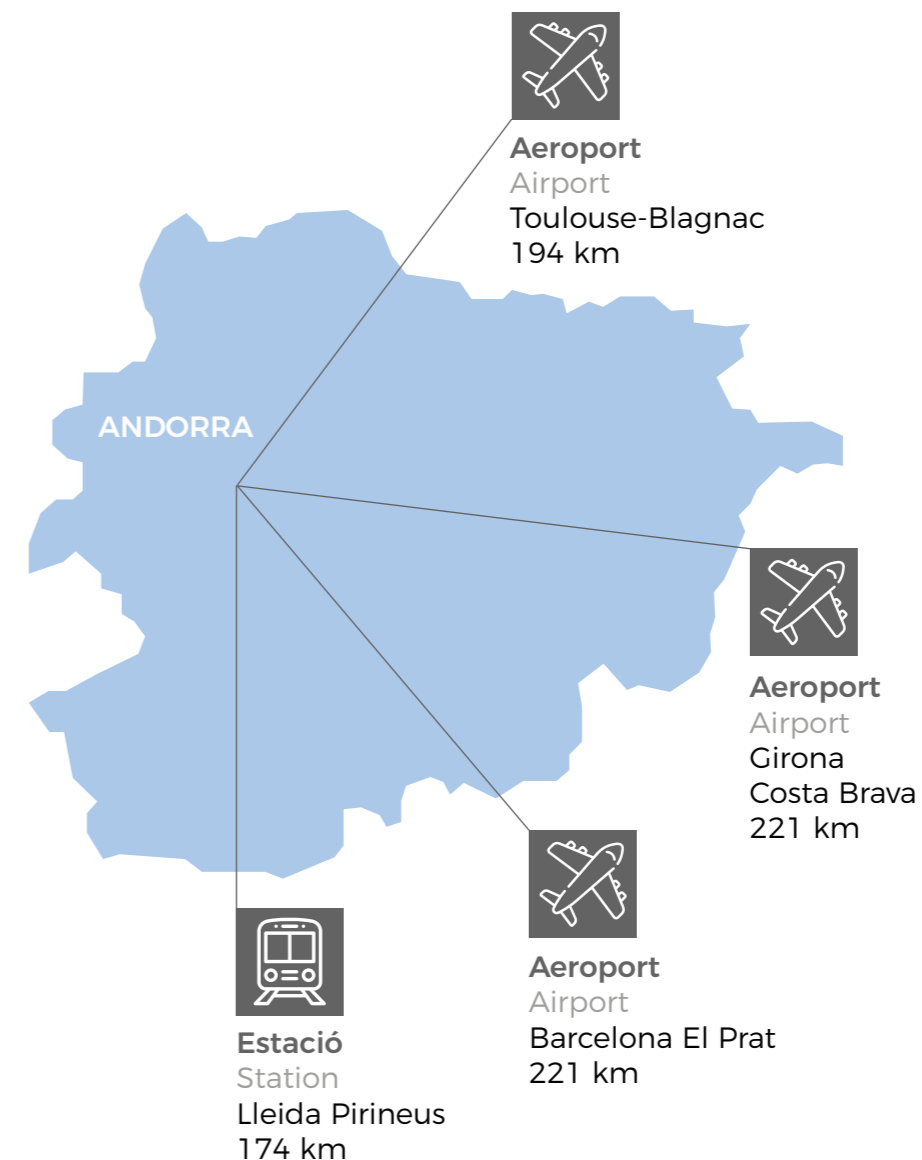 Aeroport
Airport
Toulouse-Blagnac
194 km
ANDORRA
Aeroport
Airport
Girona
Costa Brava
221 km
Aeroport
Airport
Barcelona El Prat
221 km
Estació
Station
Lleida Pirineus
174 km